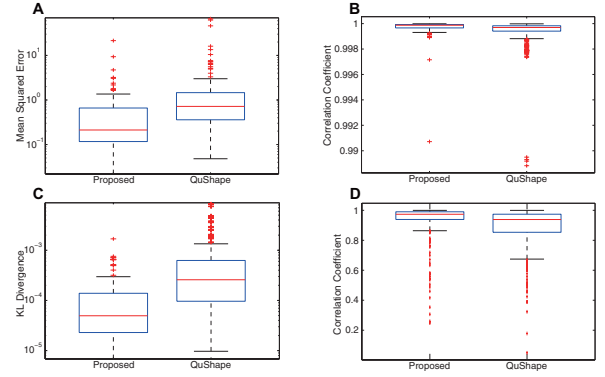 A
Mean Squared Error
10^1
10^0
10^-1
Proposed
QuShape
B
Correlation Coefficient
1
0.998
0.996
0.994
0.992
0.99
Proposed
QuShape
C
KL Divergence
10^-3
10^-4
10^-5
Proposed
QuShape
D
Correlation Coefficient
1
0.8
0.6
0.4
0.2
Proposed
QuShape